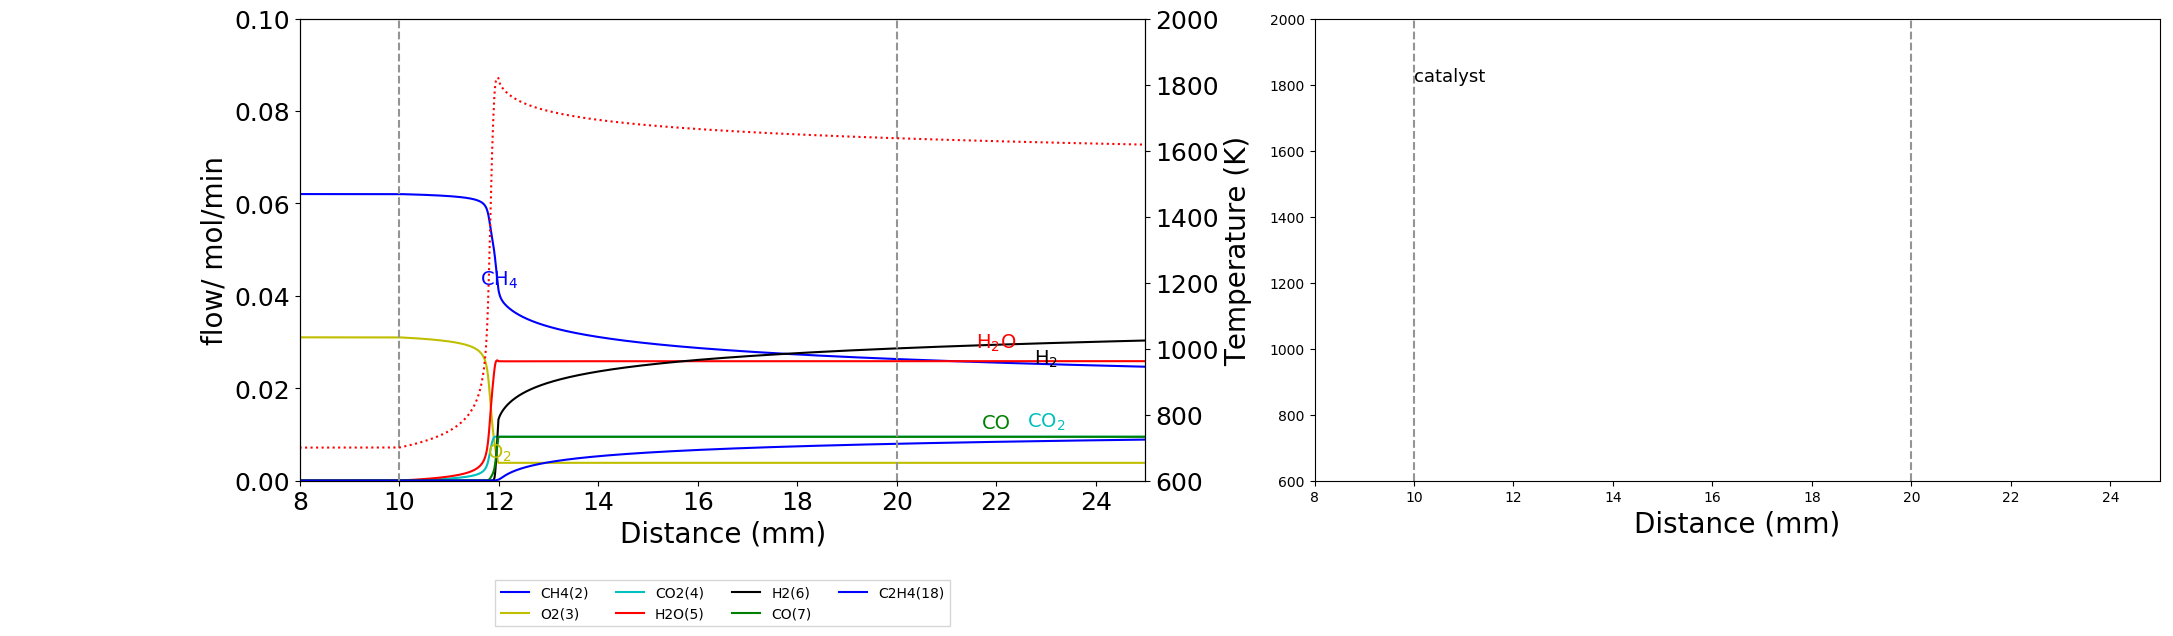 0.10
0.08
0.06
0.04
0.02
0.00
flow/ mol/min
8 10 12 14 16 18 20 22 24
Distance (mm)
2000
1800
1600
1400
1200
1000
800
600
Temperature (K)
CH₄
O₂
H₂O
H₂
CO
CO₂
CH4(2) CO2(4) H2(6) C2H4(18)
O2(3) H2O(5) CO(7)
2000
1800
1600
1400
1200
1000
800
600
catalyst
8 10 12 14 16 18 20 22 24
Distance (mm)